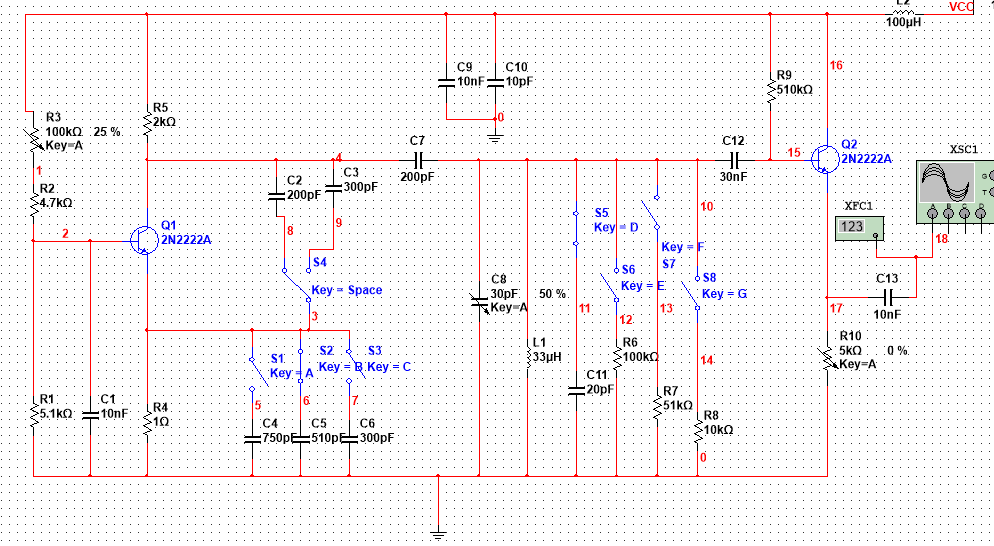 L2
100μH
VCC
C9
10nF
C10
10pF
0
16
R9
510kΩ
R3
100kΩ 25 %
Key=A
R5
2kΩ
1
R2
4.7kΩ
2
Q1
2N2222A
4
C2
200pF
C3
300pF
8
9
S4
Key = Space
3
C7
200pF
C12
30nF
15
Q2
2N2222A
XSC1
G
T
A B C D
XFC1
123
18
S5
Key = D
Key = F
10
S6
Key = E
S7
S8
Key = G
C8
30pF 50 %
Key=A
11
12
13
14
C13
10nF
17
R10
5kΩ 0 %
Key=A
L1
33μH
R6
100kΩ
C11
20pF
R7
51kΩ
R8
10kΩ
0
S1
Key = A
S2
Key = B
S3
Key = C
5
6
7
R1
5.1kΩ
C1
10nF
R4
1Ω
C4
750pF
C5
510pF
C6
300pF